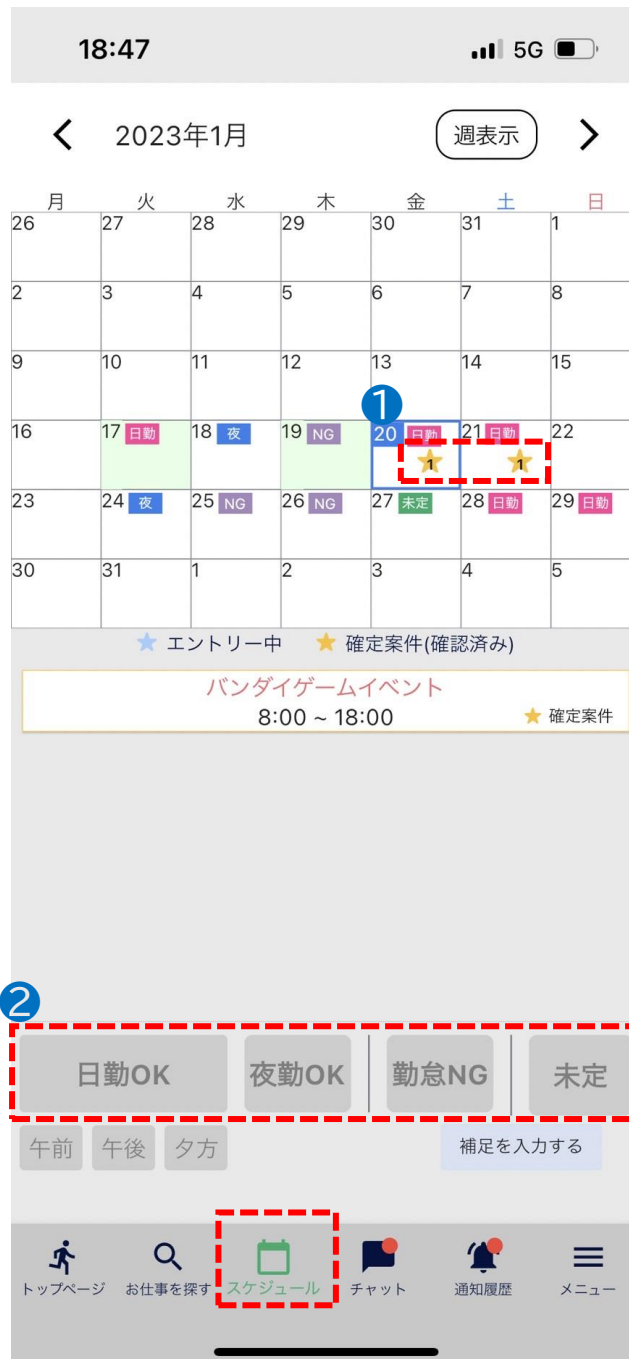 18:47 5G
2023年1月 週表示
月 火 水 木 金 土 日
26 27 28 29 30 31 1
2 3 4 5 6 7 8
9 10 11 12 13 14 15
1
16 17 日勤 18 夜 19 NG 20 日勤 21 日勤 22
1 1
23 24 夜 25 NG 26 NG 27 未定 28 日勤 29 日勤
30 31 1 2 3 4 5
エントリー中 確定案件(確認済み)
バンダイゲームイベント
8:00 ~ 18:00 確定案件
2
日勤OK 夜勤OK 勤怠NG 未定
午前 午後 夕方 補足を入力する
トップページ お仕事を探す スケジュール チャット 通知履歴 メニュー